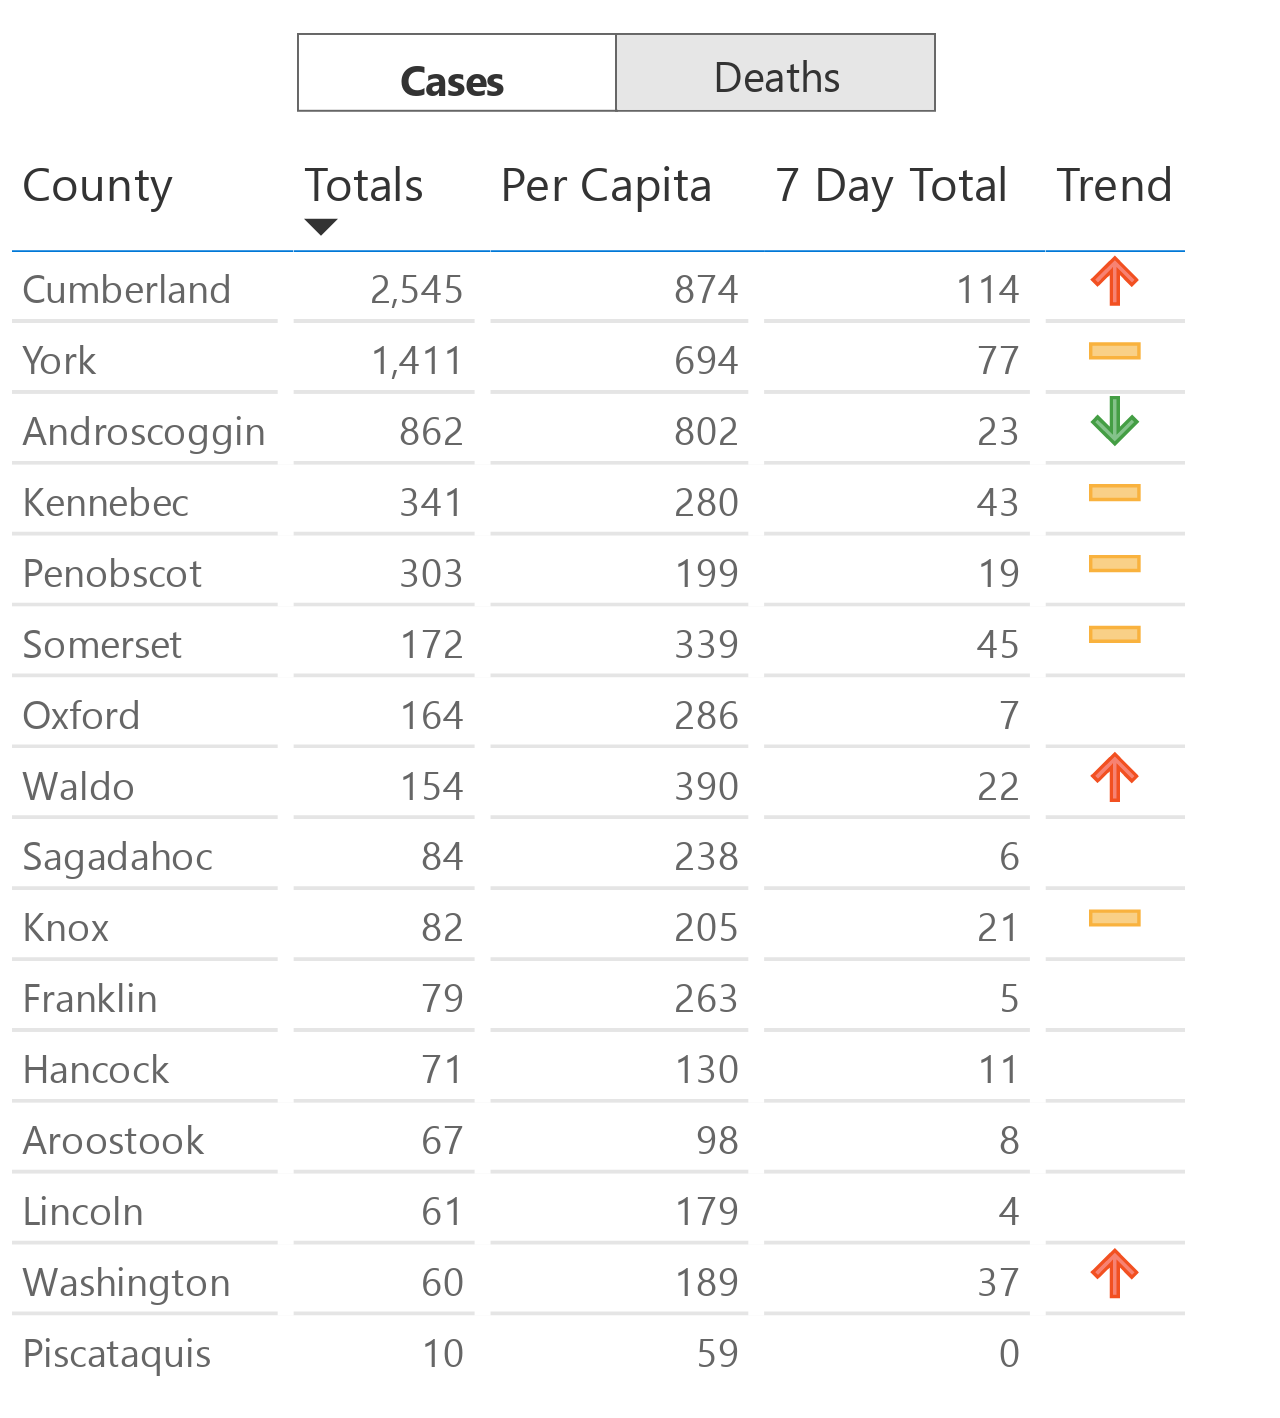 Cases Deaths
County Totals Per Capita 7 Day Total Trend
Cumberland 2,545 874 114
York 1,411 694 77
Androscoggin 862 802 23
Kennebec 341 280 43
Penobscot 303 199 19
Somerset 172 339 45
Oxford 164 286 7
Waldo 154 390 22
Sagadahoc 84 238 6
Knox 82 205 21
Franklin 79 263 5
Hancock 71 130 11
Aroostook 67 98 8
Lincoln 61 179 4
Washington 60 189 37
Piscataquis 10 59 0